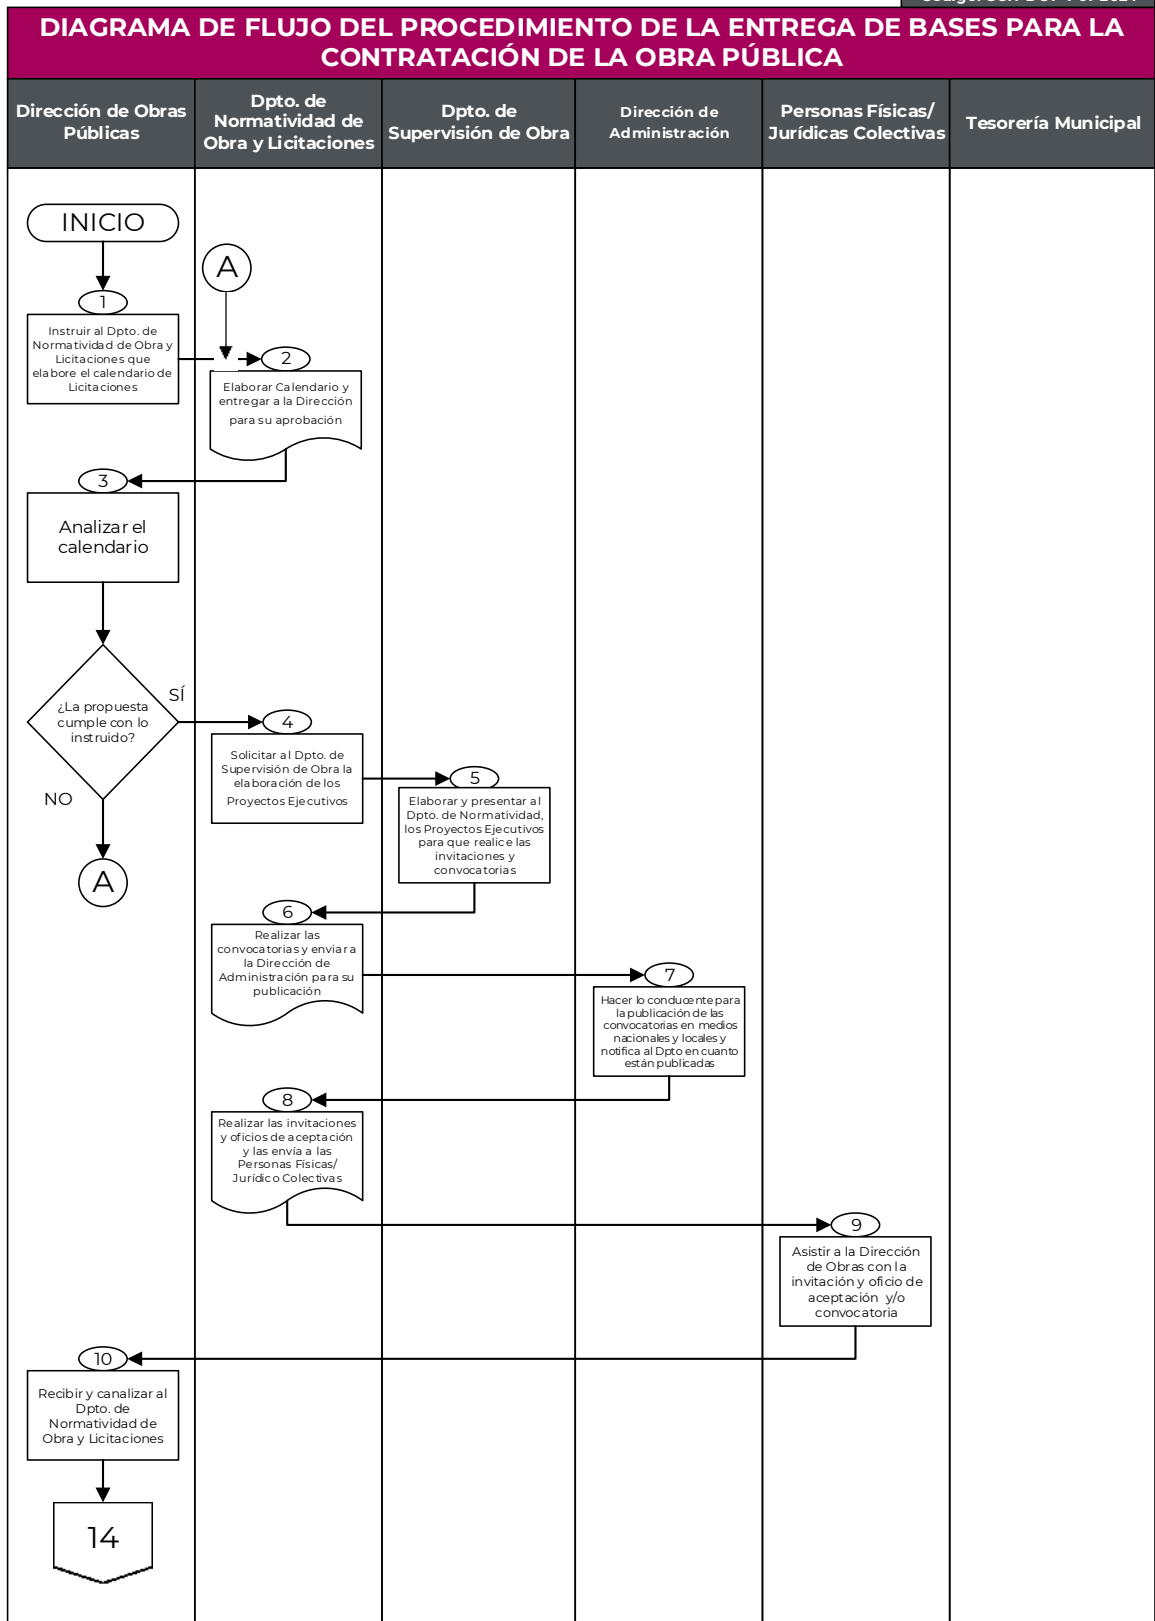 DIAGRAMA DE FLUJO DEL PROCEDIMIENTO DE LA ENTREGA DE BASES PARA LA
CONTRATACIÓN DE LA OBRA PÚBLICA
Dirección de Obras
Públicas
Dpto. de
Normatividad de
Obra y Licitaciones
Dpto. de
Supervisión de Obra
Dirección de
Administración
Personas Físicas/
Jurídicas Colectivas
Tesorería Municipal
INICIO
A
1
Instruir al Dpto. de
Normatividad de Obra y
Licitaciones que
elabore el calendario de
Licitaciones
2
Elaborar Calendario y
entregar a la Dirección
para su aprobación
3
Analizar el
calendario
¿La propuesta
cumple con lo
instruido?
SÍ
NO
A
4
Solicitar al Dpto. de
Supervisión de Obra la
elaboración de los
Proyectos Ejecutivos
5
Elaborar y presentar al
Dpto. de Normatividad,
los Proyectos Ejecutivos
para que realice las
invitaciones y
convocatorias
6
Realizar las
convocatorias y enviar a
la Dirección de
Administración para su
publicación
7
Hacer lo conducente para
la publicación de las
convocatorias en medios
nacionales y locales y
notifica al Dpto en cuanto
están publicadas
8
Realizar las invitaciones
y oficios de aceptación
y las envía a las
Personas Físicas/
Jurídico Colectivas
9
Asistir a la Dirección
de Obras con la
invitación y oficio de
aceptación y/o
convocatoria
10
Recibir y canalizar al
Dpto. de
Normatividad de
Obra y Licitaciones
14